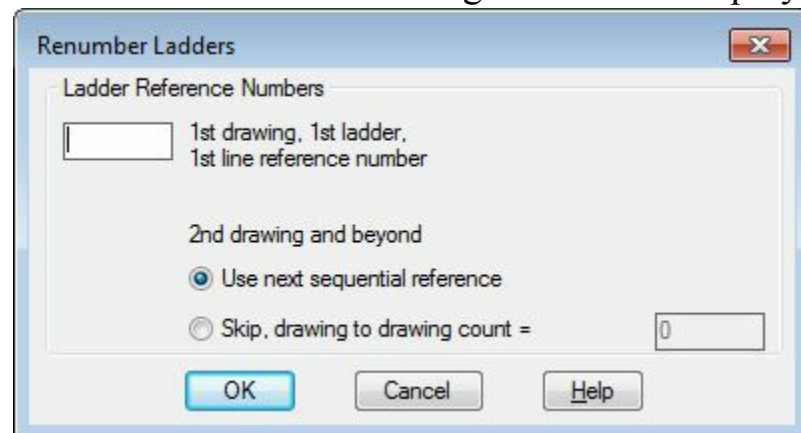 Renumber Ladders
Ladder Reference Numbers
1st drawing, 1st ladder,
1st line reference number
2nd drawing and beyond
Use next sequential reference
Skip, drawing to drawing count = 0
OK Cancel Help